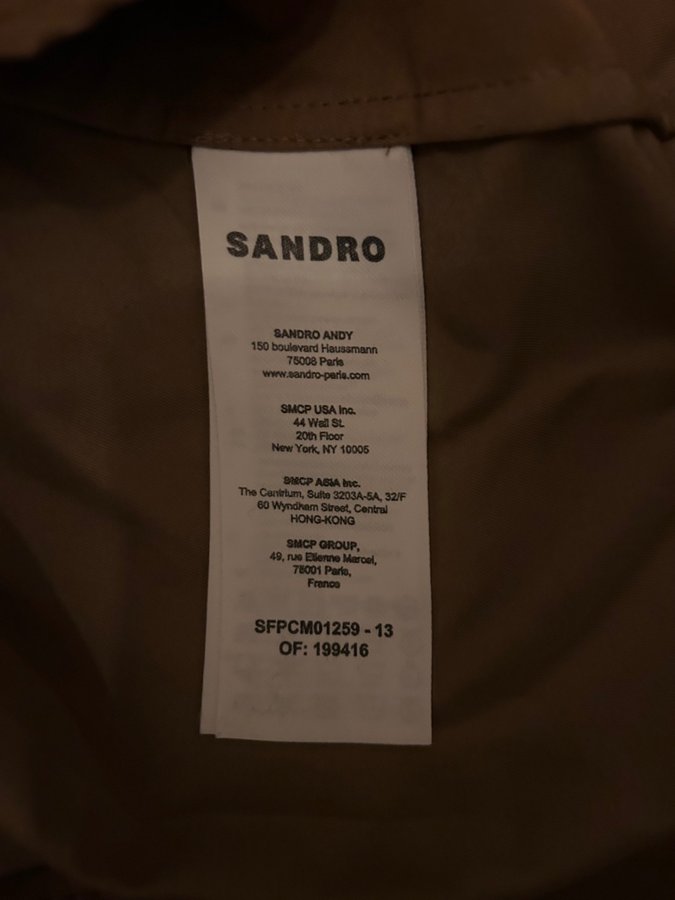 SANDRO
SANDRO ANDY
150 boulevard Haussmann
75008 Paris
www.sandro-paris.com
SMCP USA Inc.
44 Wall St.
20th Floor
New York, NY 10005
SMCP ASIA Inc.
The Centrium, Suite 3203A-5A, 32/F
60 Wyndham Street, Central
HONG-KONG
SMCP GROUP,
49, rue Etienne Marcel,
75001 Paris,
France
SFPCM01259 - 13
OF: 199416